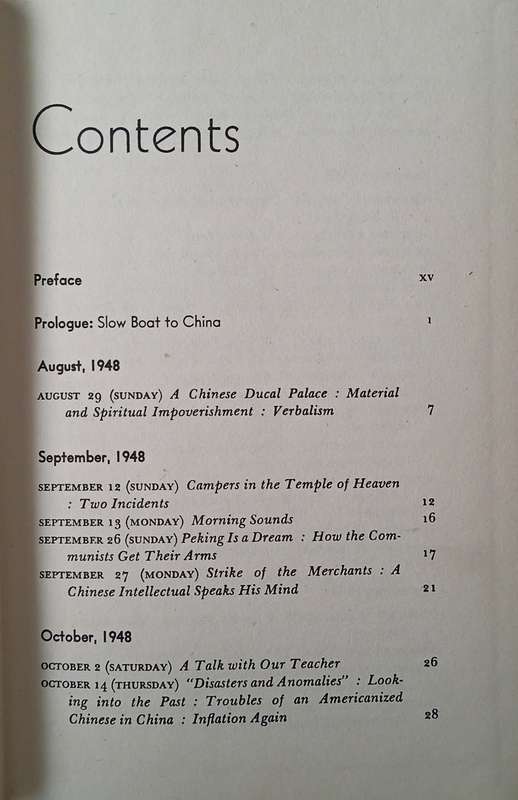 Contents
Preface xv
Prologue: Slow Boat to China 1
August, 1948
AUGUST 29 (SUNDAY) A Chinese Ducal Palace : Material
and Spiritual Impoverishment : Verbalism 7
September, 1948
SEPTEMBER 12 (SUNDAY) Campers in the Temple of Heaven
: Two Incidents 12
SEPTEMBER 13 (MONDAY) Morning Sounds 16
SEPTEMBER 26 (SUNDAY) Peking Is a Dream : How the Com-
munists Get Their Arms 17
SEPTEMBER 27 (MONDAY) Strike of the Merchants : A
Chinese Intellectual Speaks His Mind 21
October, 1948
OCTOBER 2 (SATURDAY) A Talk with Our Teacher 26
OCTOBER 14 (THURSDAY) "Disasters and Anomalies" : Look-
ing into the Past : Troubles of an Americanized
Chinese in China : Inflation Again 28